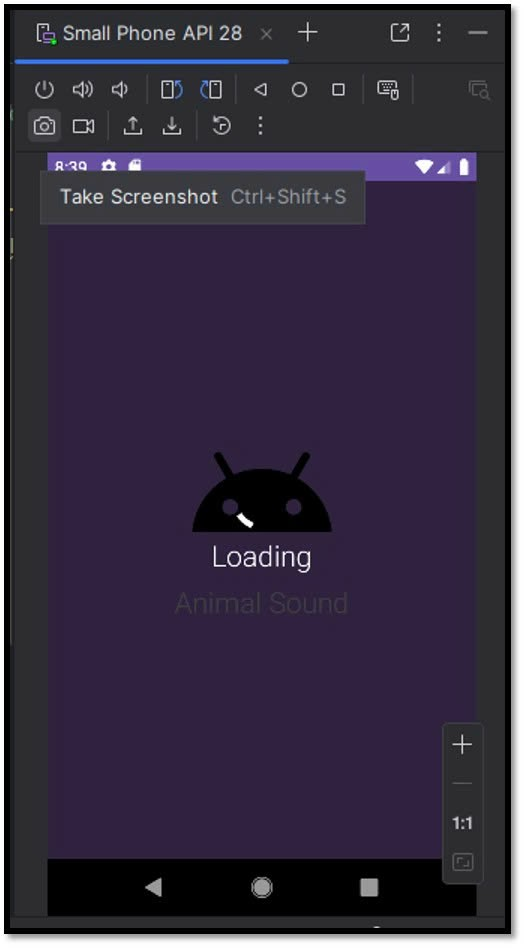 Small Phone API 28
8:39
Take Screenshot Ctrl+Shift+S
Loading
Animal Sound
1:1